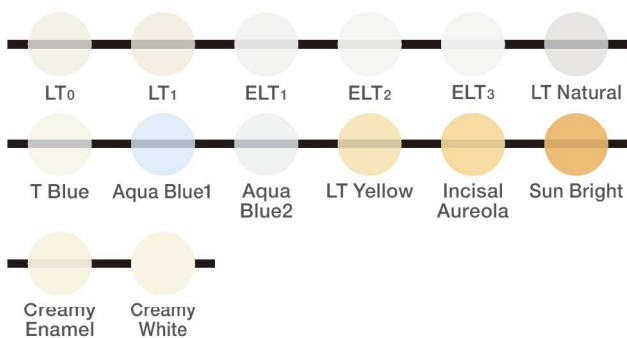 LT0 LT1 ELT1 ELT2 ELT3 LT Natural
T Blue Aqua Blue1 Aqua Blue2 LT Yellow Incisal Aureola Sun Bright
Creamy Enamel Creamy White